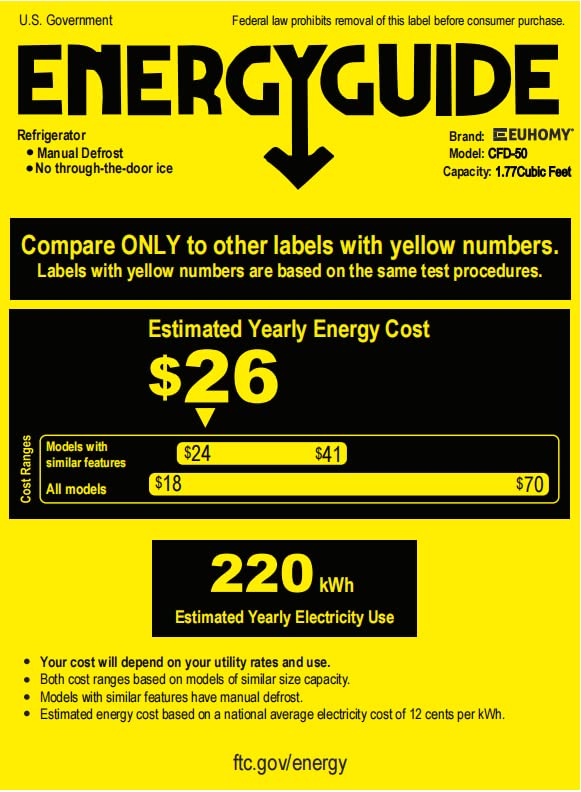 U.S. Government
Federal law prohibits removal of this label before consumer purchase.
ENERGYGUIDE
Refrigerator
• Manual Defrost
• No through-the-door ice
Brand: EUHOMY
Model: CFD-50
Capacity: 1.77Cubic Feet
Compare ONLY to other labels with yellow numbers.
Labels with yellow numbers are based on the same test procedures.
Estimated Yearly Energy Cost
$26
Cost Ranges
Models with
similar features
$24 $41
All models
$18 $70
220 kWh
Estimated Yearly Electricity Use
• Your cost will depend on your utility rates and use.
• Both cost ranges based on models of similar size capacity.
• Models with similar features have manual defrost.
• Estimated energy cost based on a national average electricity cost of 12 cents per kWh.
ftc.gov/energy